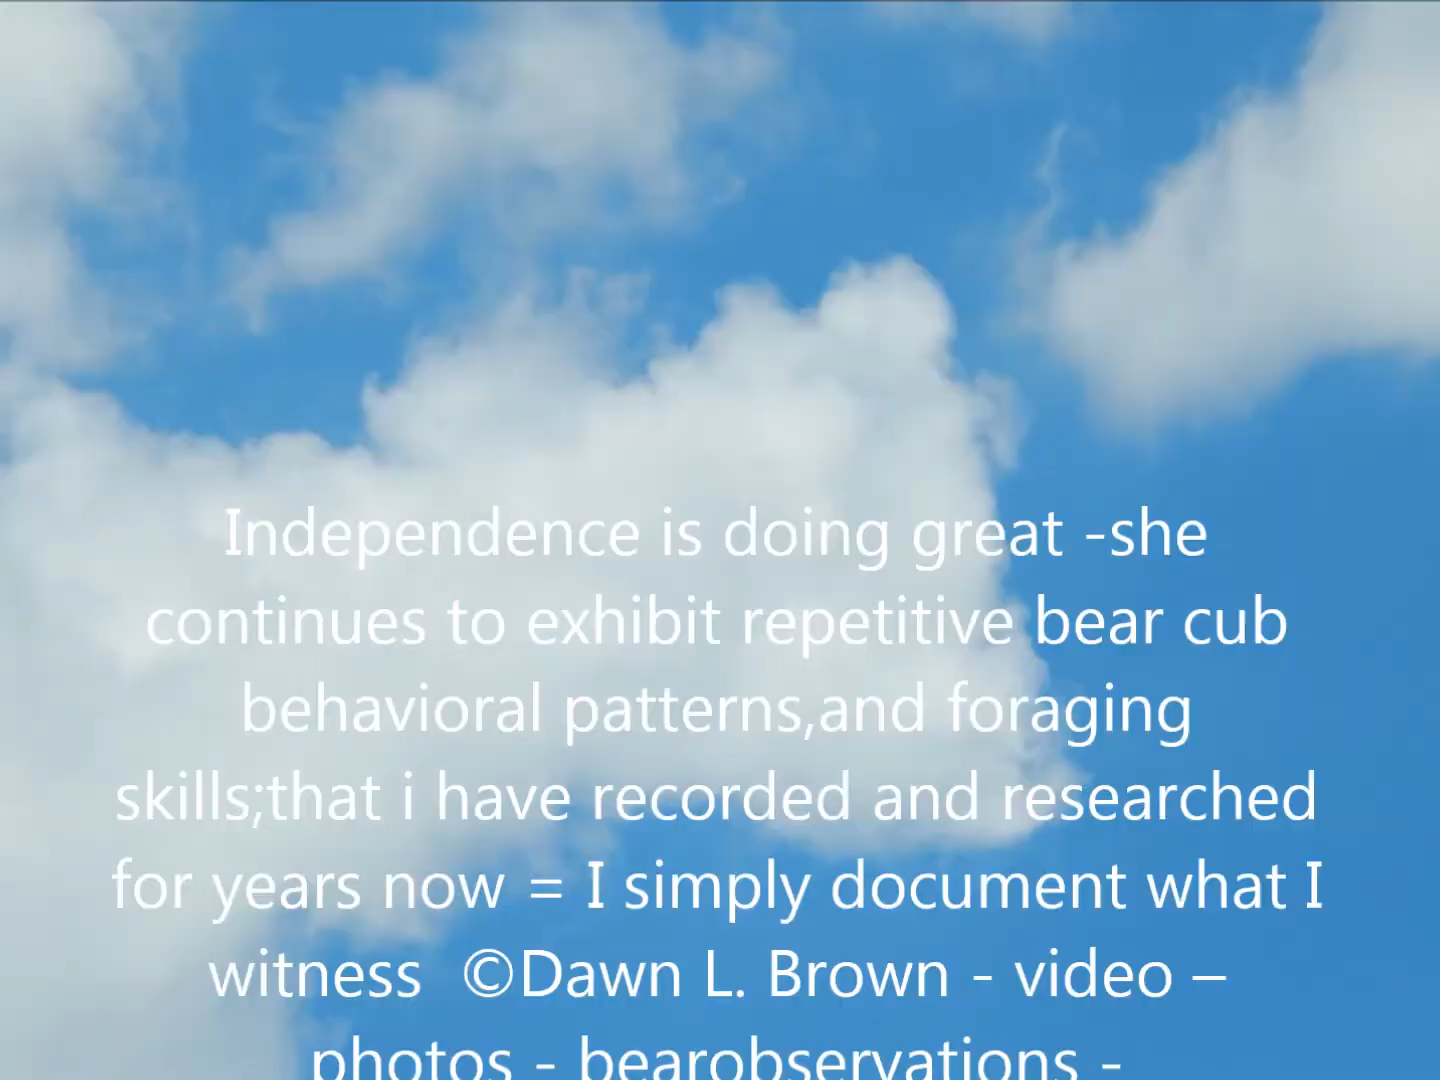 Independence is doing great -she
continues to exhibit repetitive bear cub
behavioral patterns,and foraging
skills;that i have recorded and researched
for years now = I simply document what I
witness  ©Dawn L. Brown - video –
photos - bearobservations -